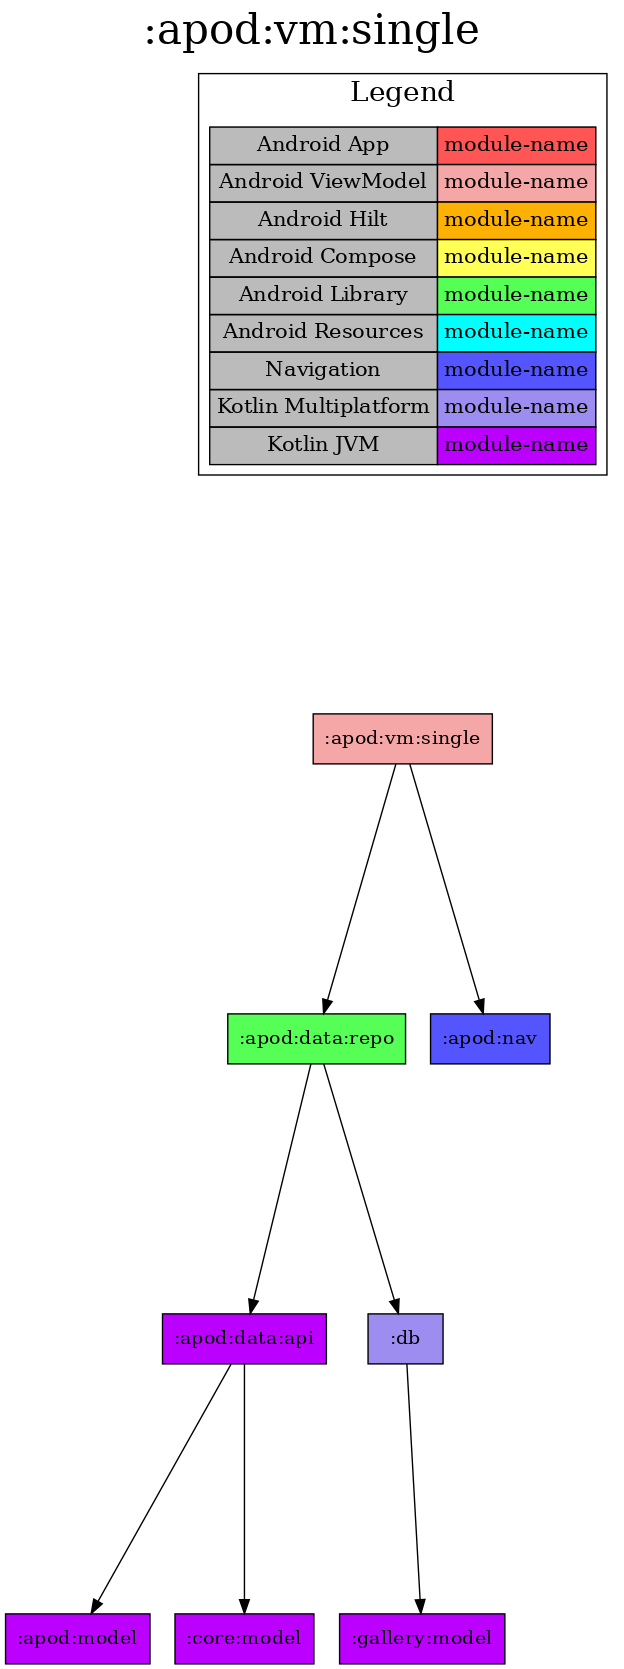 :apod:vm:single
Legend
Android App module-name
Android ViewModel module-name
Android Hilt module-name
Android Compose module-name
Android Library module-name
Android Resources module-name
Navigation module-name
Kotlin Multiplatform module-name
Kotlin JVM module-name
:apod:vm:single
:apod:data:repo :apod:nav
:apod:data:api :db
:apod:model :core:model :gallery:model